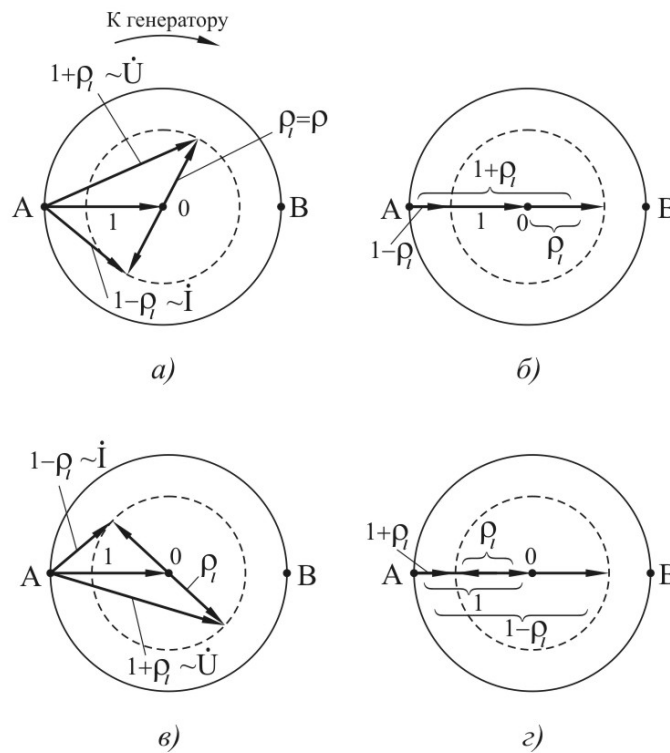 К генератору
1+ρₗ ~U̇
ρₗ=ρ
A 1 0 B
1−ρₗ ~İ
а)
1+ρₗ
A 1 0 B
1−ρₗ ρₗ
б)
1−ρₗ ~İ
A 1 0 ρₗ B
1+ρₗ ~U̇
в)
1+ρₗ ρₗ 0
A 1 B
1−ρₗ
г)